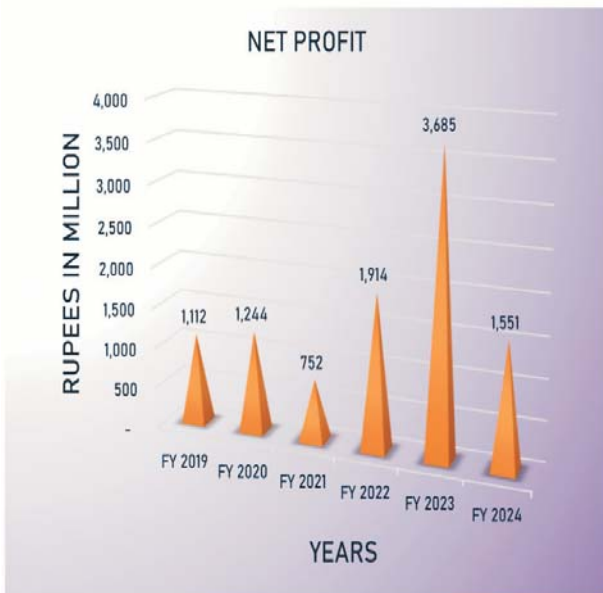 NET PROFIT
RUPEES IN MILLION
4,000
3,500
3,000
2,500
2,000
1,500
1,000
500
-
1,112
1,244
752
1,914
3,685
1,551
FY 2019
FY 2020
FY 2021
FY 2022
FY 2023
FY 2024
YEARS